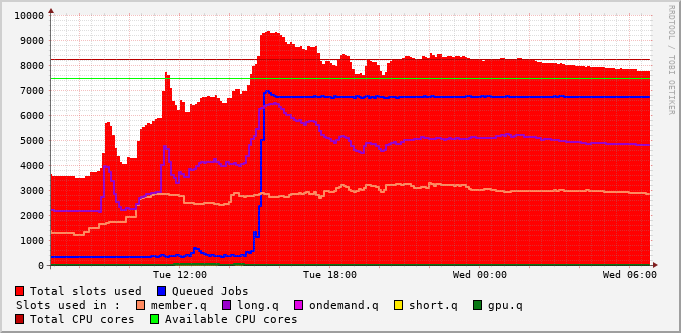 10000
9000
8000
7000
6000
5000
4000
3000
2000
1000
0
Tue 12:00 Tue 18:00 Wed 00:00 Wed 06:00
RRDTOOL / TOBI OETIKER
Total slots used Queued Jobs
Slots used in : member.q long.q ondemand.q short.q gpu.q
Total CPU cores Available CPU cores